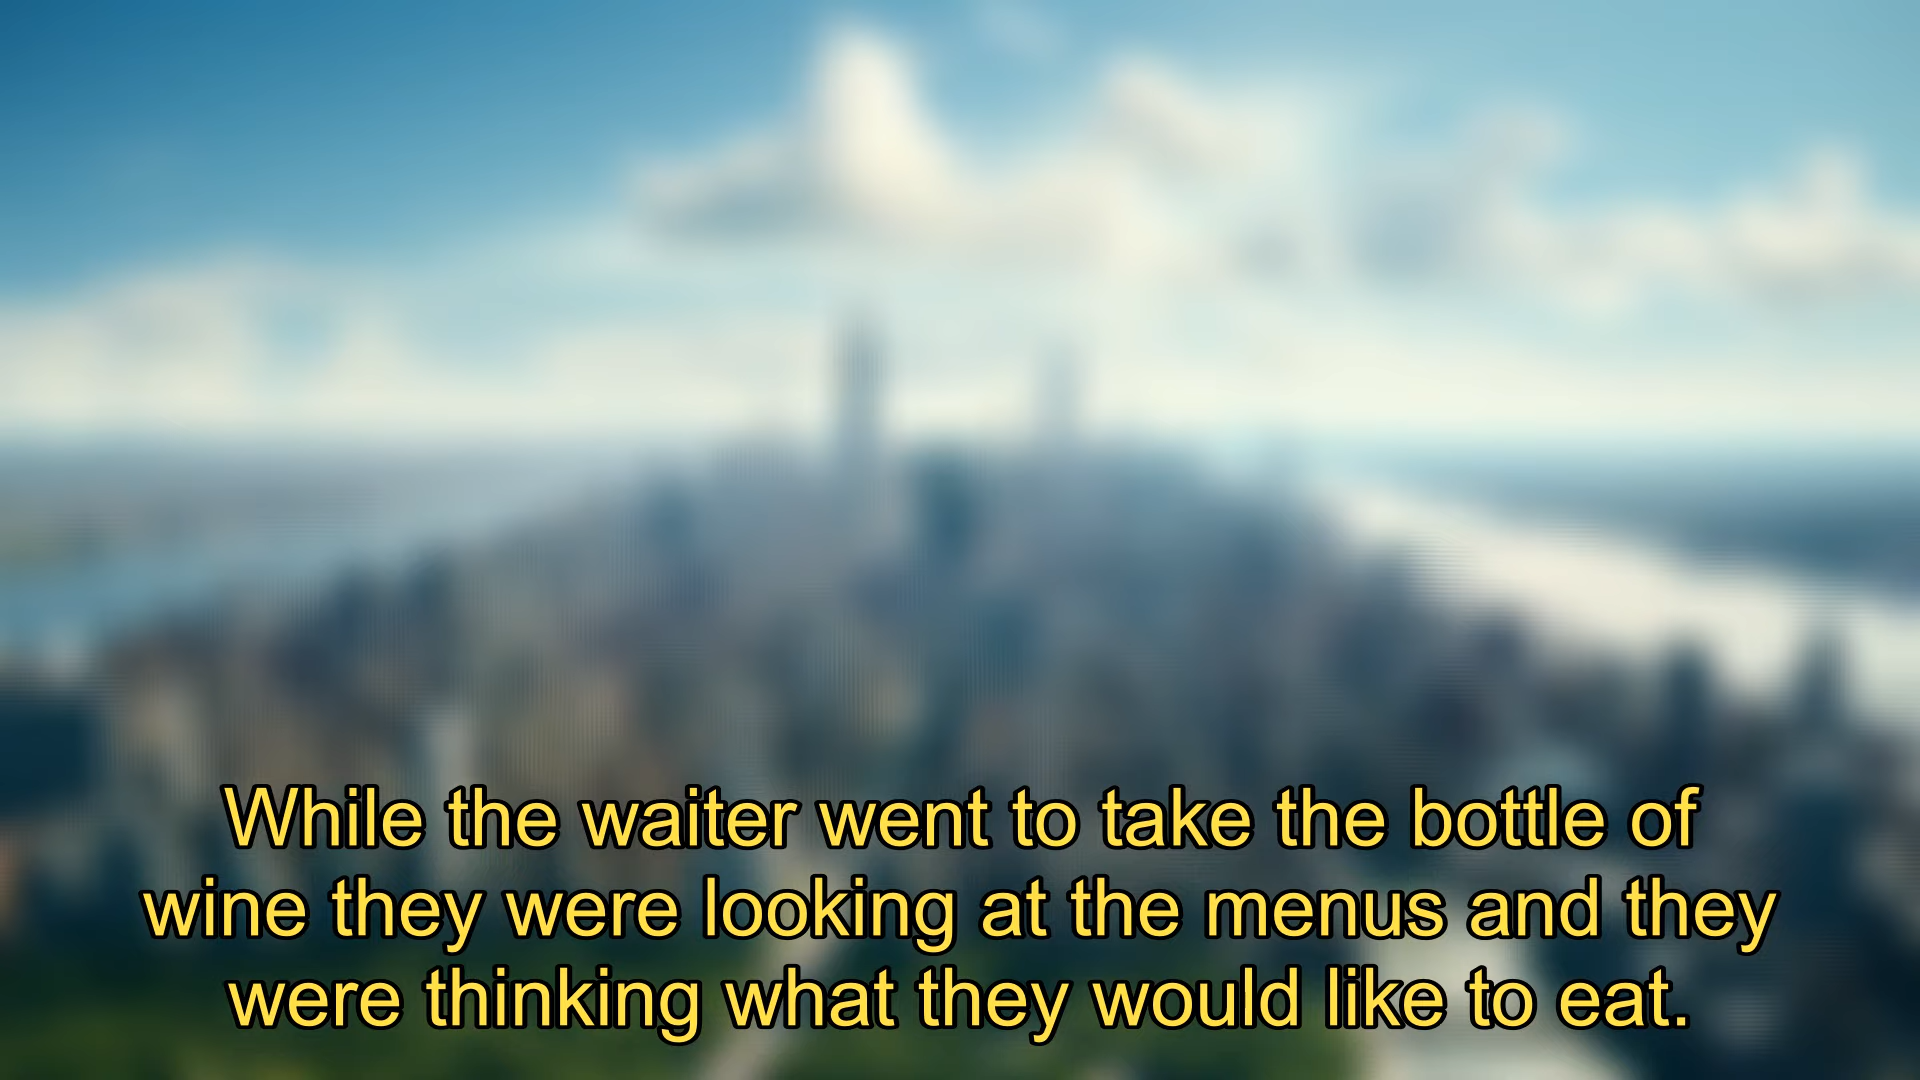 While the waiter went to take the bottle of
wine they were looking at the menus and they
were thinking what they would like to eat.